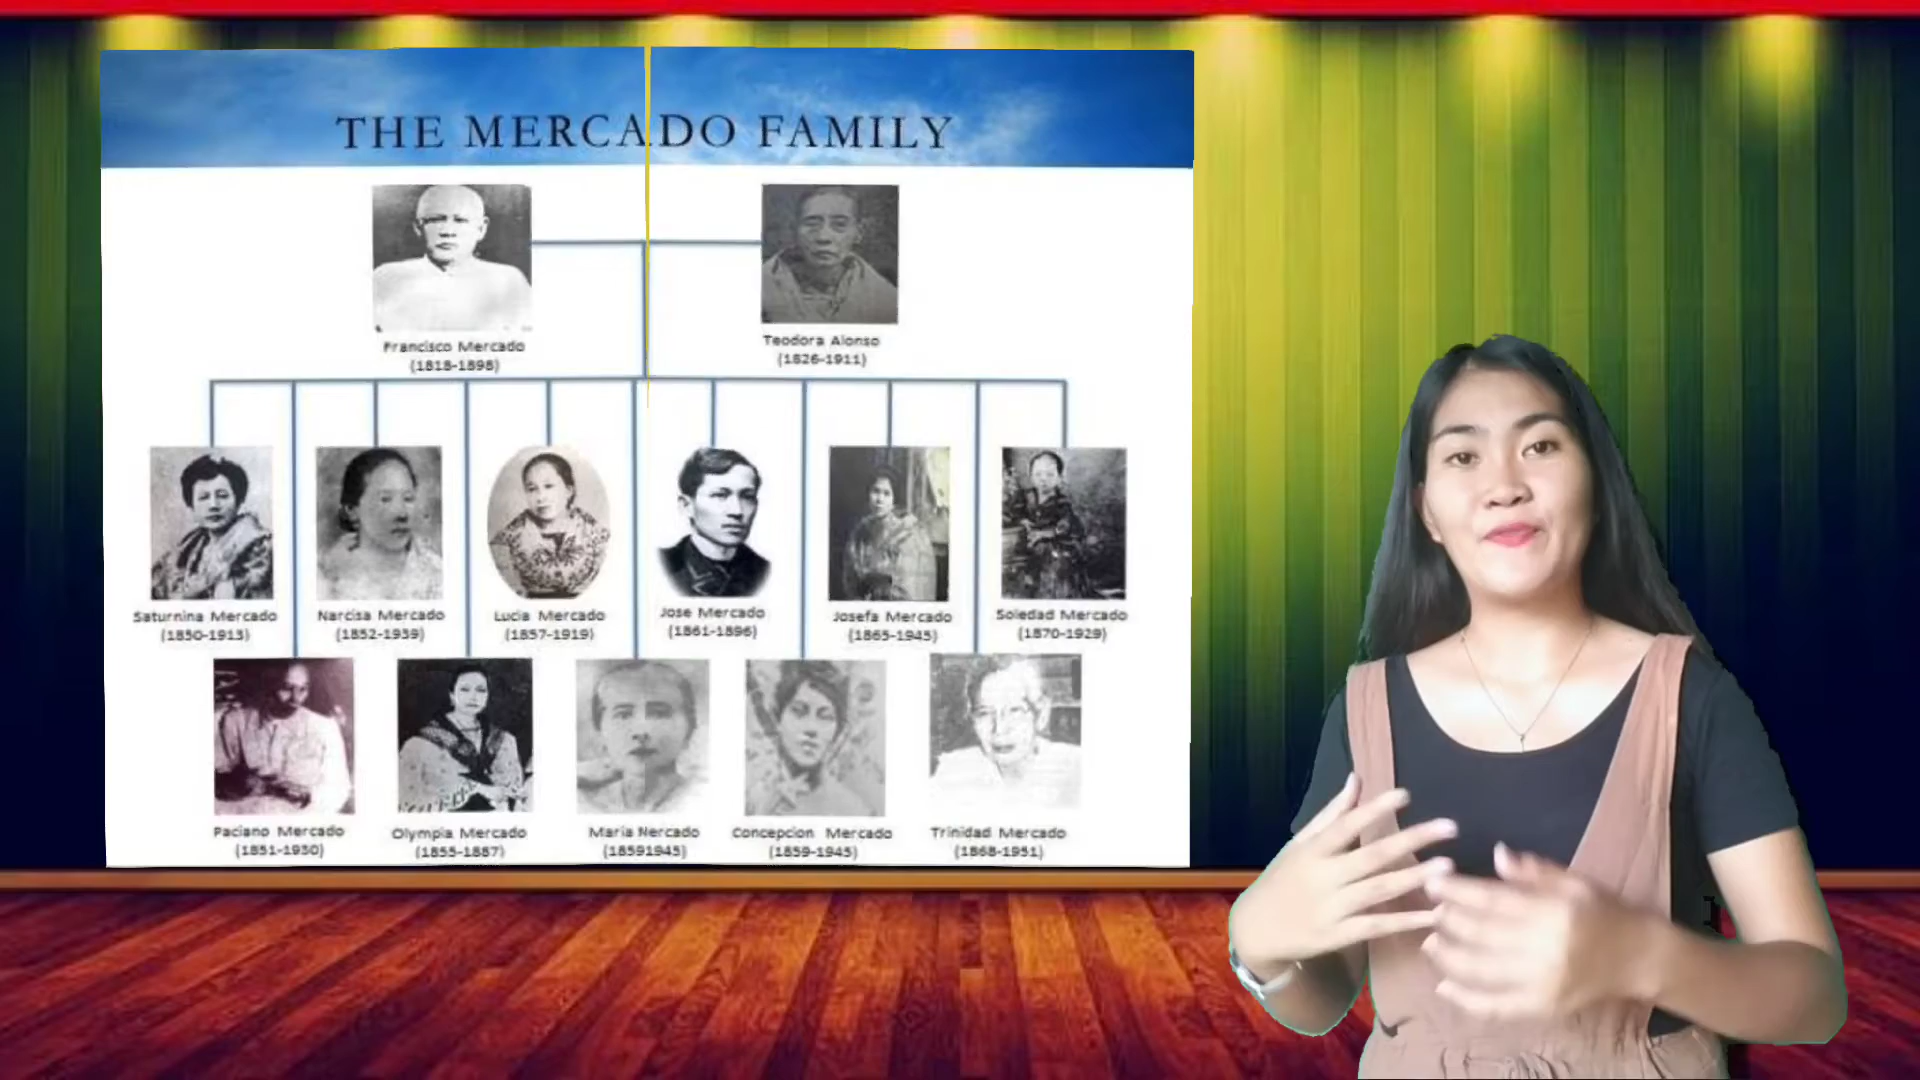 THE MERCADO FAMILY
Francisco Mercado
(1818-1898)
Teodora Alonso
(1826-1911)
Saturnina Mercado
(1850-1913)
Narcisa Mercado
(1852-1939)
Lucia Mercado
(1857-1919)
Jose Mercado
(1861-1896)
Josefa Mercado
(1865-1945)
Soledad Mercado
(1870-1929)
Paciano Mercado
(1851-1930)
Olympia Mercado
(1855-1887)
Maria Nercado
(18591945)
Concepcion Mercado
(1859-1945)
Trinidad Mercado
(1868-1951)